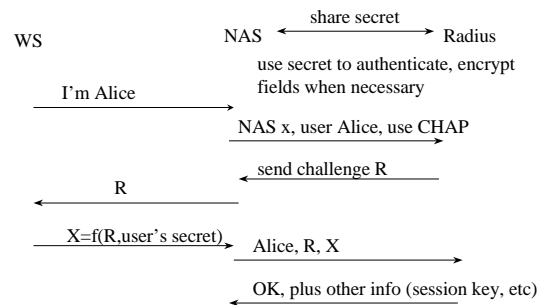 share secret
WS
NAS
Radius
use secret to authenticate, encrypt
fields when necessary
I'm Alice
NAS x, user Alice, use CHAP
send challenge R
R
X=f(R,user's secret)
Alice, R, X
OK, plus other info (session key, etc)